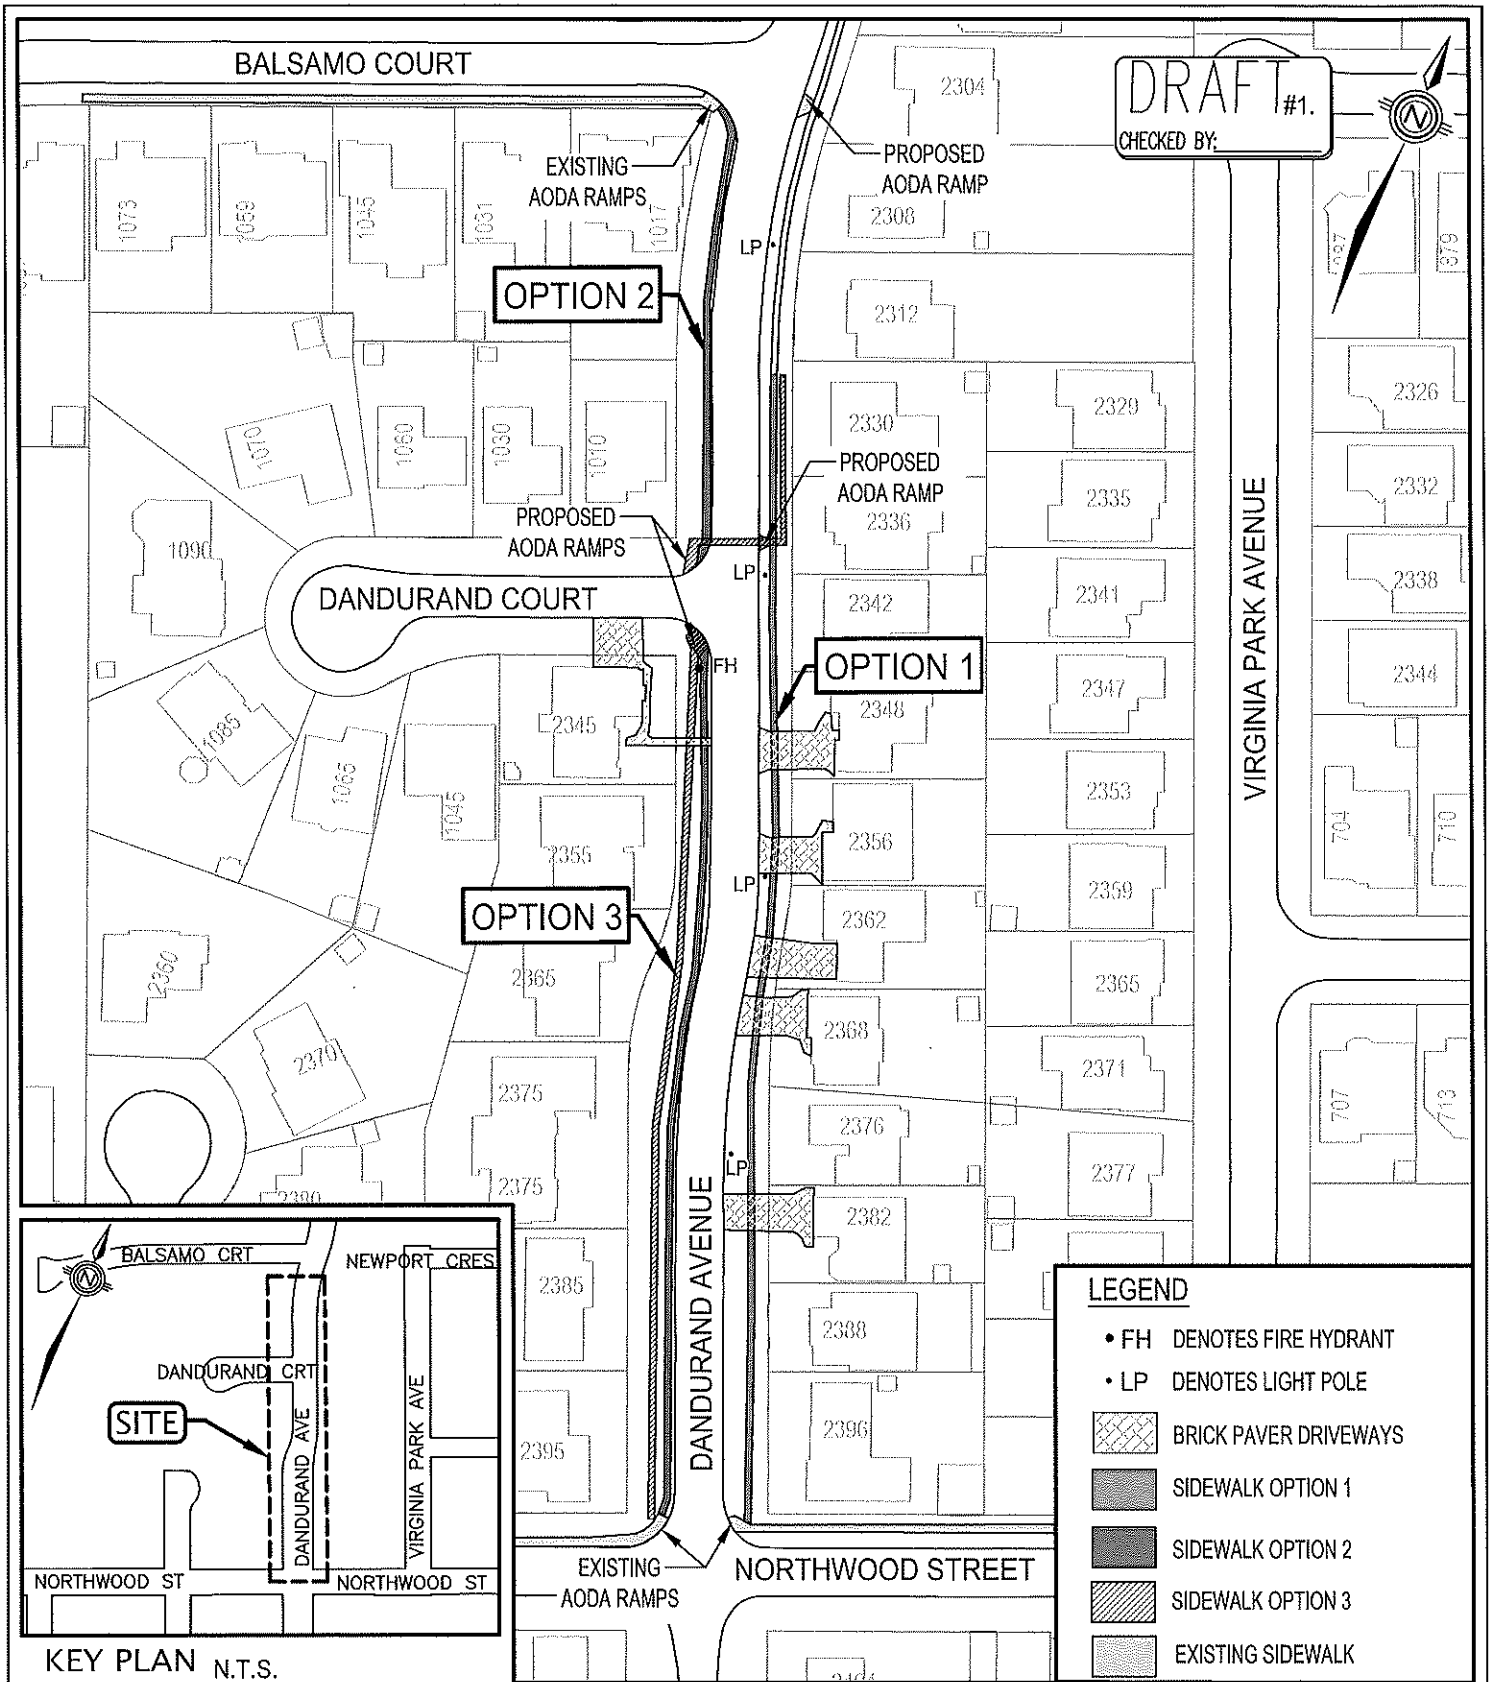 BALSAMO COURT
DRAFT #1.
CHECKED BY:
N
2304
EXISTING
AODA RAMPS
PROPOSED
AODA RAMP
1073
1059
1045
1031
1017
2308
LP
879
OPTION 2
2312
2326
2330
2329
1070
1060
1030
1010
PROPOSED
AODA RAMP
2332
2335
PROPOSED
AODA RAMPS
2336
1090
LP
2338
DANDURAND COURT
2342
2341
VIRGINIA PARK AVENUE
FH
OPTION 1
2344
2347
2345
2348
1085
1065
1045
2353
704
710
2355
2356
LP
2359
OPTION 3
2362
2360
2365
2365
2368
2370
2371
2375
707
713
2376
LP
2377
2375
2380
2382
DANDURAND AVENUE
2385
2388
2395
2396
EXISTING
AODA RAMPS
NORTHWOOD STREET
BALSAMO CRT
NEWPORT CRES
N
DANDURAND CRT
SITE
DANDURAND AVE
VIRGINIA PARK AVE
NORTHWOOD ST
NORTHWOOD ST
KEY PLAN N.T.S.
LEGEND
• FH DENOTES FIRE HYDRANT
• LP DENOTES LIGHT POLE
BRICK PAVER DRIVEWAYS
SIDEWALK OPTION 1
SIDEWALK OPTION 2
SIDEWALK OPTION 3
EXISTING SIDEWALK